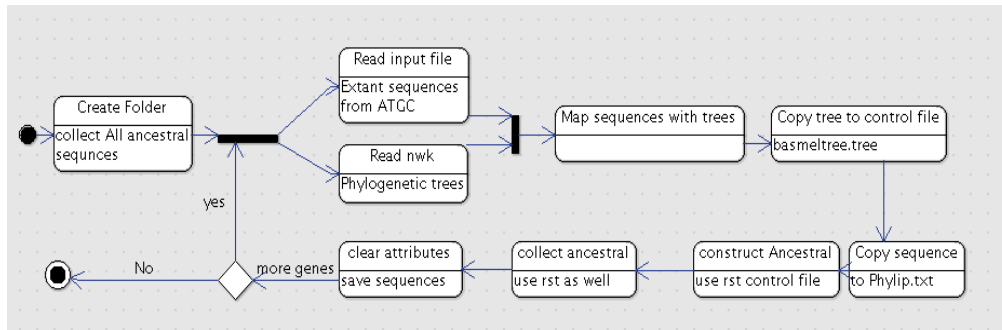 Create Folder
collect All ancestral
sequnces
Read input file
Extant sequences
from ATGC
Read nwk
Phylogenetic trees
Map sequences with trees
Copy tree to control file
basmeltree.tree
Copy sequence
to Phylip.txt
construct Ancestral
use rst control file
collect ancestral
use rst as well
clear attributes
save sequences
more genes
yes
No